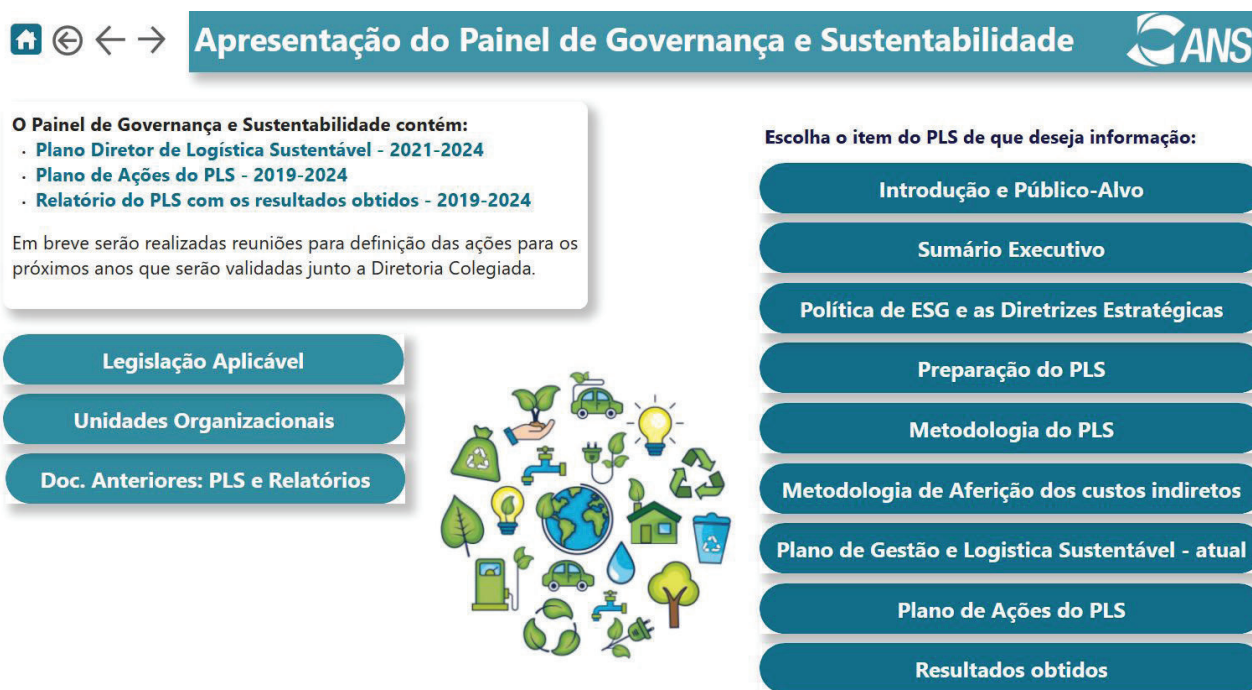 Apresentação do Painel de Governança e Sustentabilidade
ANS
O Painel de Governança e Sustentabilidade contém:
· Plano Diretor de Logística Sustentável - 2021-2024
· Plano de Ações do PLS - 2019-2024
· Relatório do PLS com os resultados obtidos - 2019-2024
Em breve serão realizadas reuniões para definição das ações para os
próximos anos que serão validadas junto a Diretoria Colegiada.
Legislação Aplicável
Unidades Organizacionais
Doc. Anteriores: PLS e Relatórios
Escolha o item do PLS de que deseja informação:
Introdução e Público-Alvo
Sumário Executivo
Política de ESG e as Diretrizes Estratégicas
Preparação do PLS
Metodologia do PLS
Metodologia de Aferição dos custos indiretos
Plano de Gestão e Logistica Sustentável - atual
Plano de Ações do PLS
Resultados obtidos